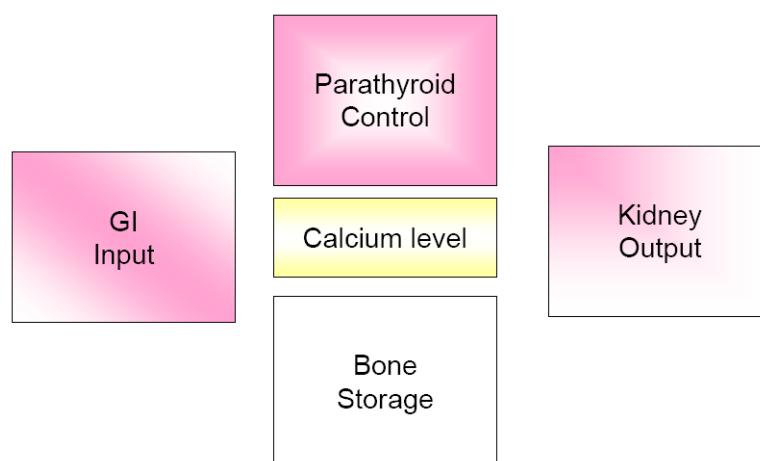 Parathyroid
Control
GI
Input
Calcium level
Kidney
Output
Bone
Storage